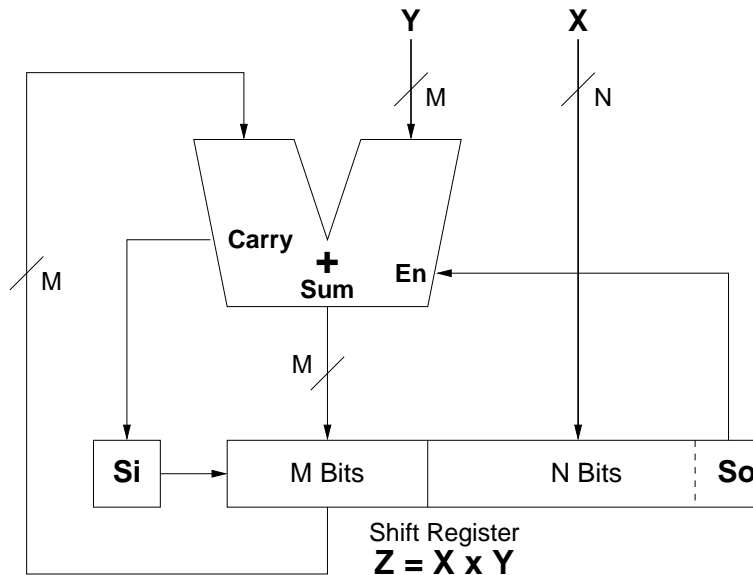 Y
X
M
N
Carry
+
En
Sum
M
M
Si
M Bits
N Bits
So
Shift Register
Z = X x Y